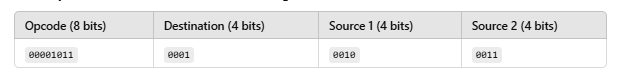 Opcode (8 bits) Destination (4 bits) Source 1 (4 bits) Source 2 (4 bits)
00001011 0001 0010 0011